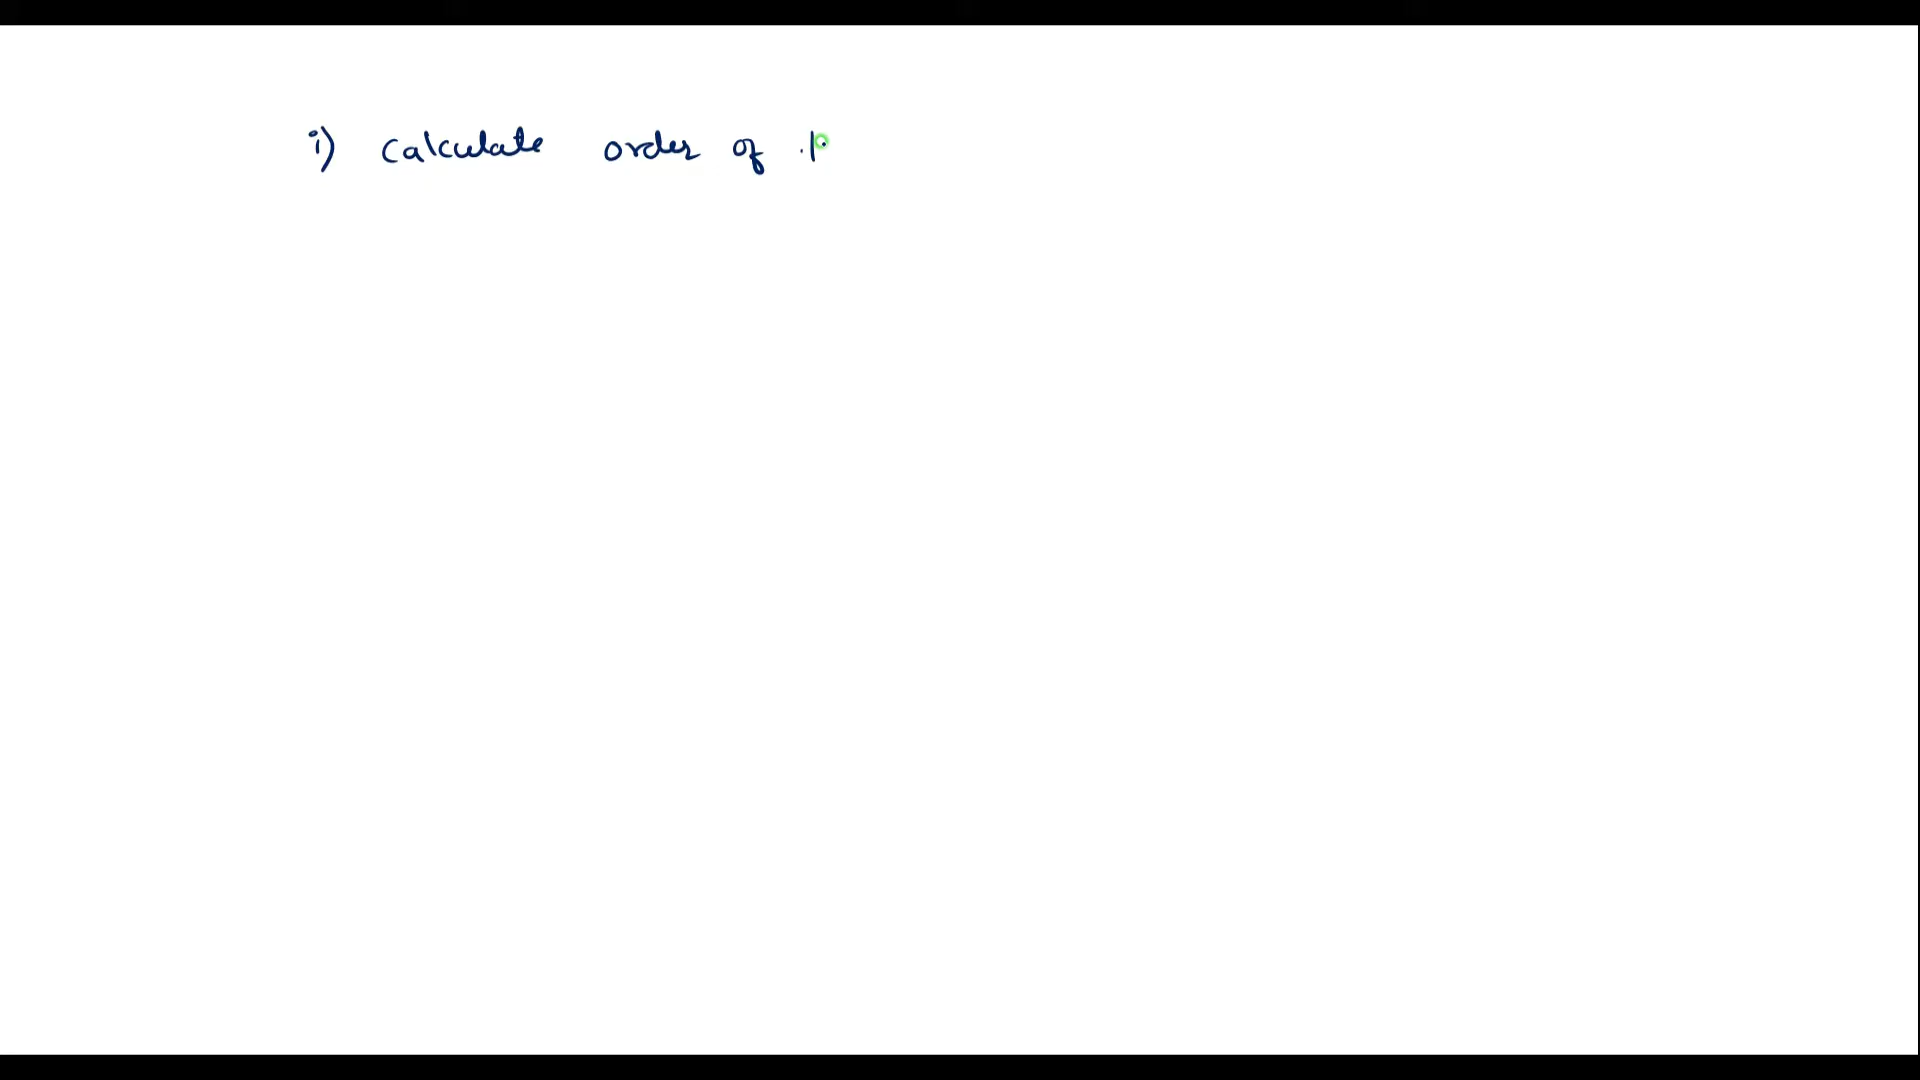 i) calculate order of